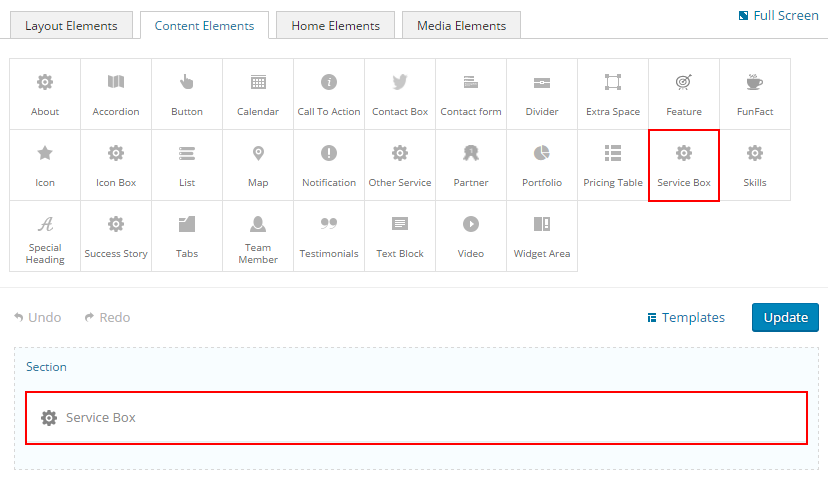 Layout Elements Content Elements Home Elements Media Elements Full Screen
About Accordion Button Calendar Call To Action Contact Box Contact form Divider Extra Space Feature FunFact
Icon Icon Box List Map Notification Other Service Partner Portfolio Pricing Table Service Box Skills
Special Heading Success Story Tabs Team Member Testimonials Text Block Video Widget Area
Undo Redo Templates Update
Section
Service Box